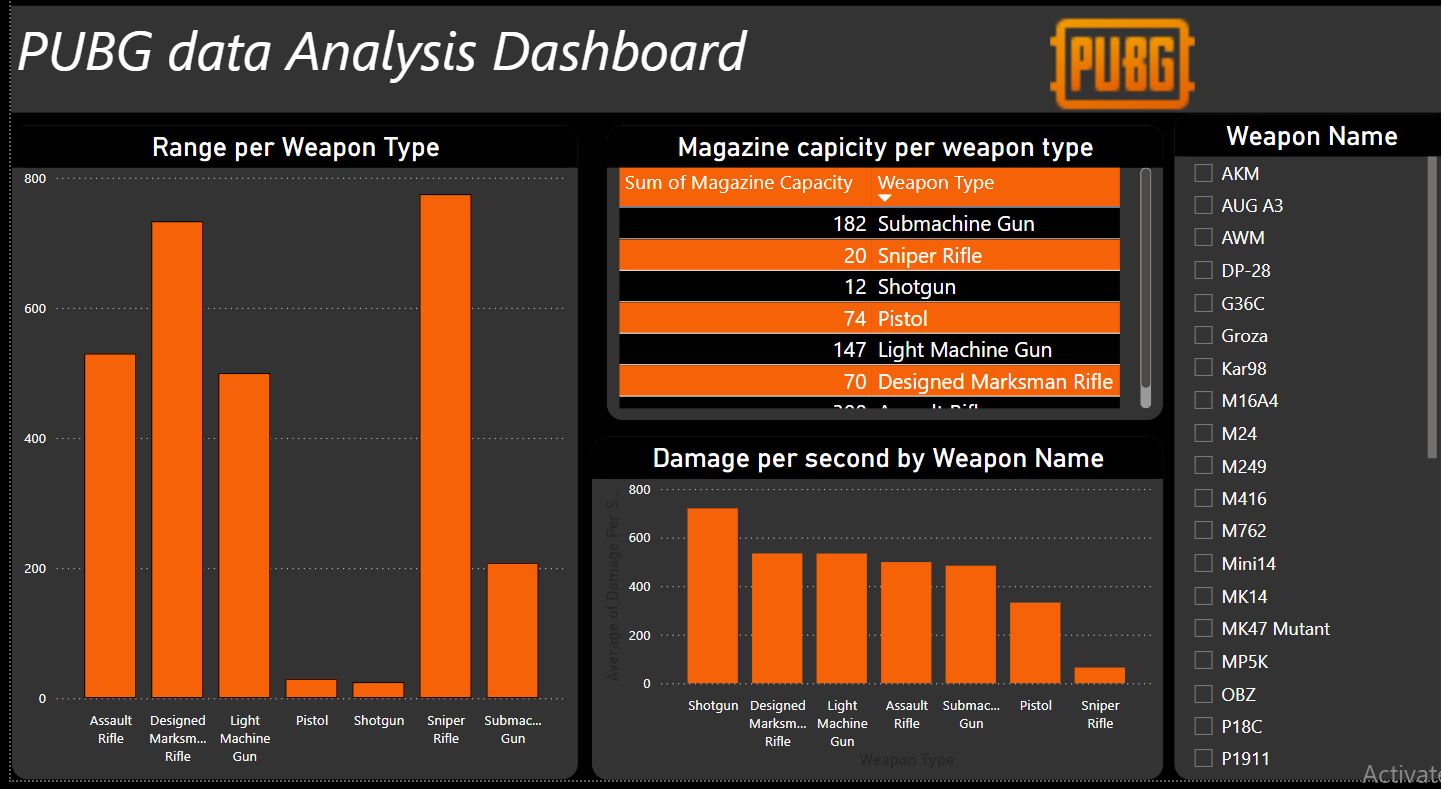 PUBG data Analysis Dashboard
PUBG
Range per Weapon Type
800
600
400
200
0
Assault
Rifle
Designed
Marksm...
Rifle
Light
Machine
Gun
Pistol
Shotgun
Sniper
Rifle
Submac...
Gun
Magazine capicity per weapon type
Sum of Magazine Capacity Weapon Type
182 Submachine Gun
20 Sniper Rifle
12 Shotgun
74 Pistol
147 Light Machine Gun
70 Designed Marksman Rifle
Damage per second by Weapon Name
Average of Damage Per S...
800
600
400
200
0
Shotgun
Designed
Marksm...
Rifle
Light
Machine
Gun
Assault
Rifle
Submac...
Gun
Pistol
Sniper
Rifle
Weapon Type
Weapon Name
AKM
AUG A3
AWM
DP-28
G36C
Groza
Kar98
M16A4
M24
M249
M416
M762
Mini14
MK14
MK47 Mutant
MP5K
OBZ
P18C
P1911